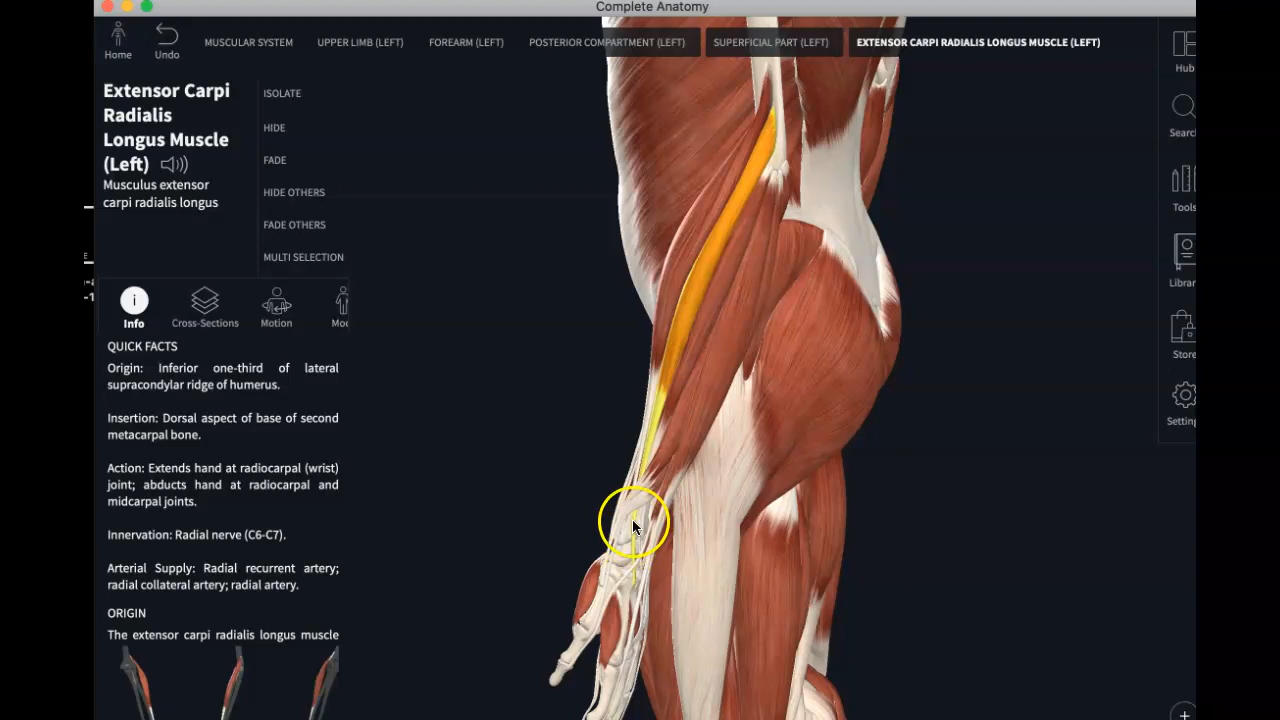 Complete Anatomy
Home
Undo
MUSCULAR SYSTEM
UPPER LIMB (LEFT)
FOREARM (LEFT)
POSTERIOR COMPARTMENT (LEFT)
SUPERFICIAL PART (LEFT)
EXTENSOR CARPI RADIALIS LONGUS MUSCLE (LEFT)
Extensor Carpi
Radialis
Longus Muscle
(Left)
Musculus extensor
carpi radialis longus
ISOLATE
HIDE
FADE
HIDE OTHERS
FADE OTHERS
MULTI SELECTION
Info
Cross-Sections
Motion
QUICK FACTS
Origin: Inferior one-third of lateral
supracondylar ridge of humerus.
Insertion: Dorsal aspect of base of second
metacarpal bone.
Action: Extends hand at radiocarpal (wrist)
joint; abducts hand at radiocarpal and
midcarpal joints.
Innervation: Radial nerve (C6-C7).
Arterial Supply: Radial recurrent artery;
radial collateral artery; radial artery.
ORIGIN
The extensor carpi radialis longus muscle
Hub
Searc
Tools
Librar
Store
Setting